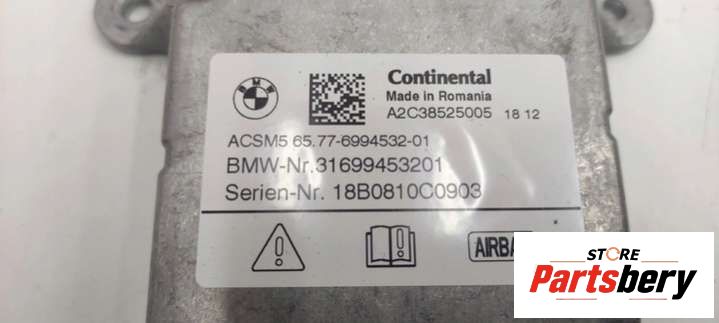 BMW
Continental
Made in Romania
A2C38525005 18 12
ACSM5 65.77-6994532-01
BMW-Nr.31699453201
Serien-Nr. 18B0810C0903
STORE
Partsbery